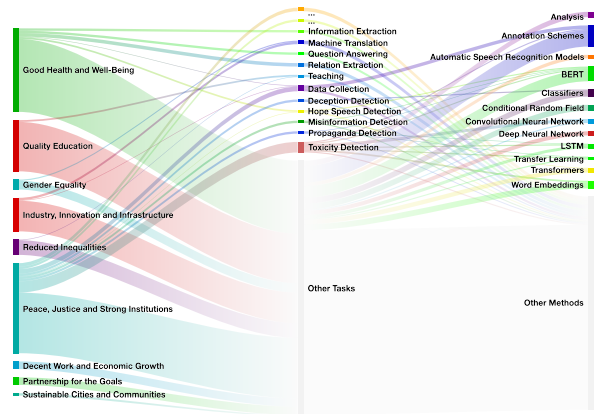 Good Health and Well-Being
Quality Education
Gender Equality
Industry, Innovation and Infrastructure
Reduced Inequalities
Peace, Justice and Strong Institutions
Decent Work and Economic Growth
Partnership for the Goals
Sustainable Cities and Communities
...
...
Information Extraction
Machine Translation
Question Answering
Relation Extraction
Teaching
Data Collection
Deception Detection
Hope Speech Detection
Misinformation Detection
Propaganda Detection
Toxicity Detection
Other Tasks
Analysis
Annotation Schemes
Automatic Speech Recognition Models
BERT
Classifiers
Conditional Random Field
Convolutional Neural Network
Deep Neural Network
LSTM
Transfer Learning
Transformers
Word Embeddings
Other Methods